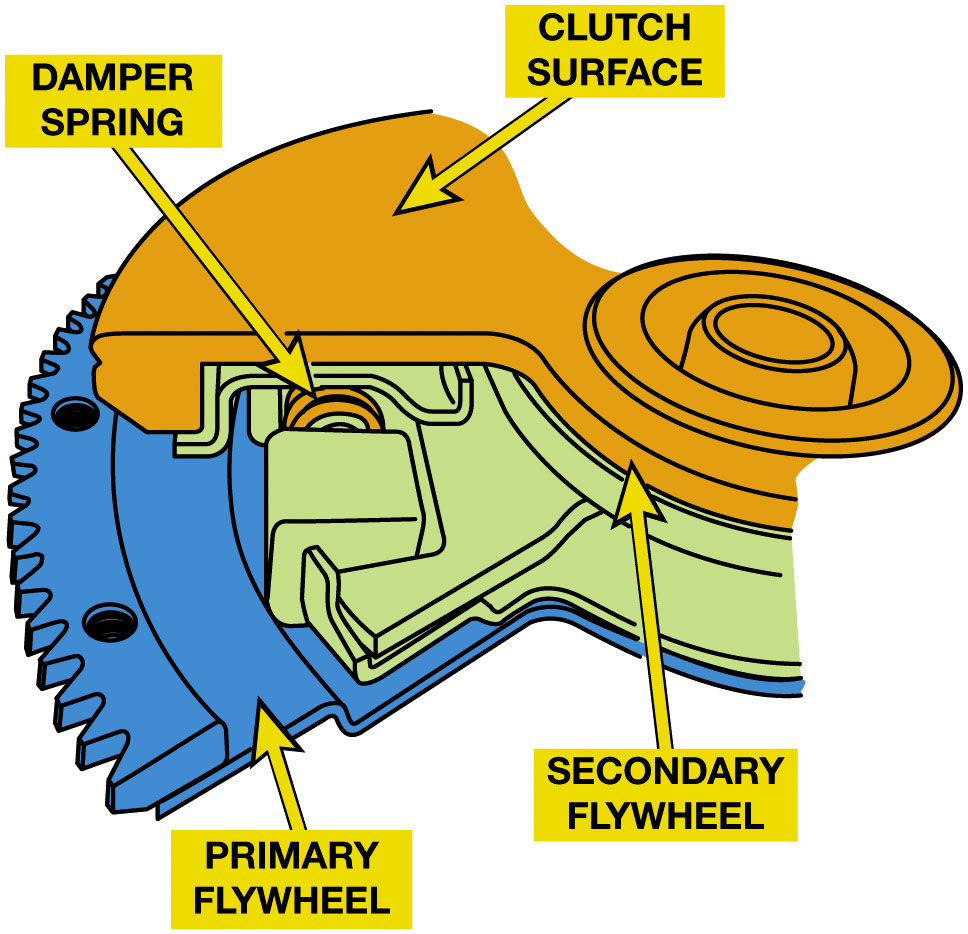 CLUTCH
SURFACE
DAMPER
SPRING
SECONDARY
FLYWHEEL
PRIMARY
FLYWHEEL